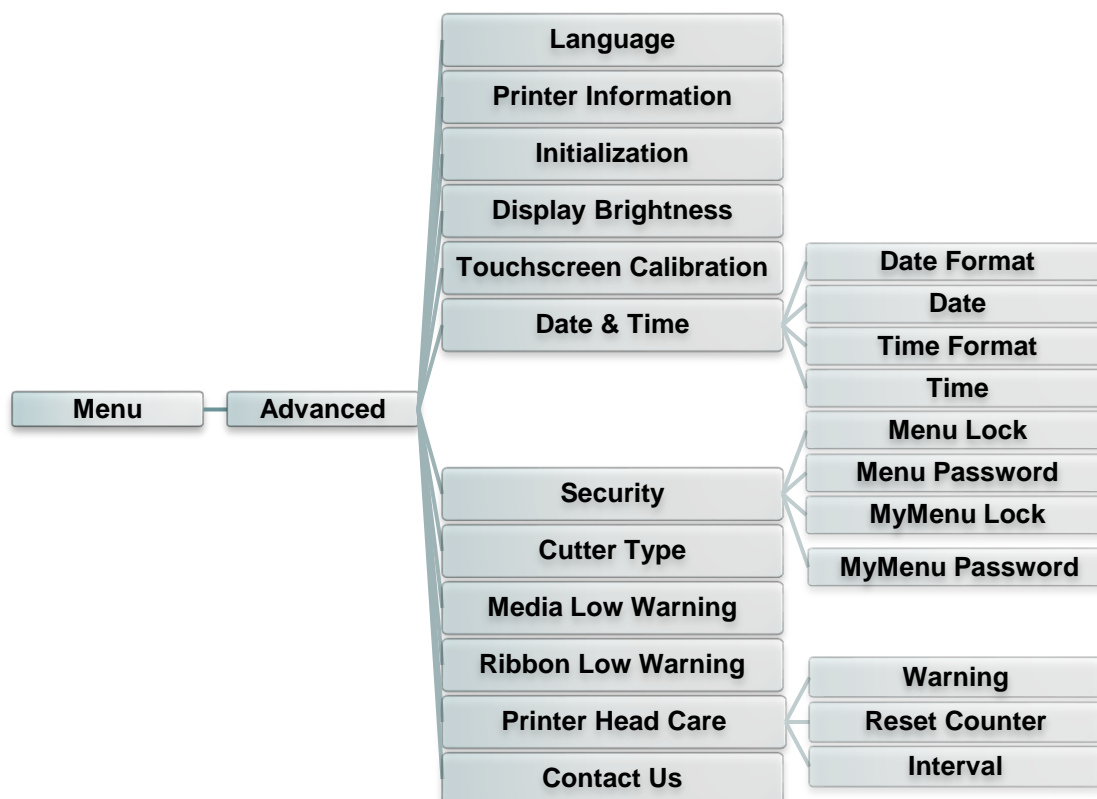 Menu
Advanced
Language
Printer Information
Initialization
Display Brightness
Touchscreen Calibration
Date & Time
Date Format
Date
Time Format
Time
Security
Menu Lock
Menu Password
MyMenu Lock
MyMenu Password
Cutter Type
Media Low Warning
Ribbon Low Warning
Printer Head Care
Warning
Reset Counter
Interval
Contact Us